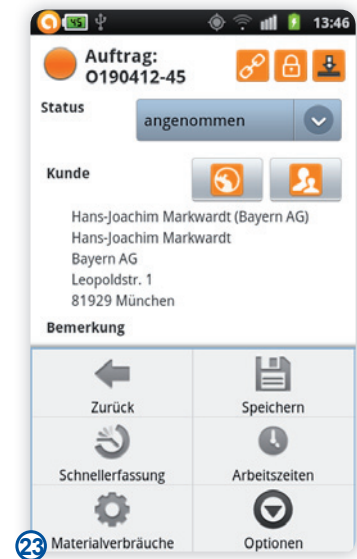 45 13:46
Auftrag:
O190412-45
Status
angenommen
Kunde
Hans-Joachim Markwardt (Bayern AG)
Hans-Joachim Markwardt
Bayern AG
Leopoldstr. 1
81929 München
Bemerkung
Zurück Speichern
Schnellerfassung Arbeitszeiten
23 Materialverbräuche Optionen